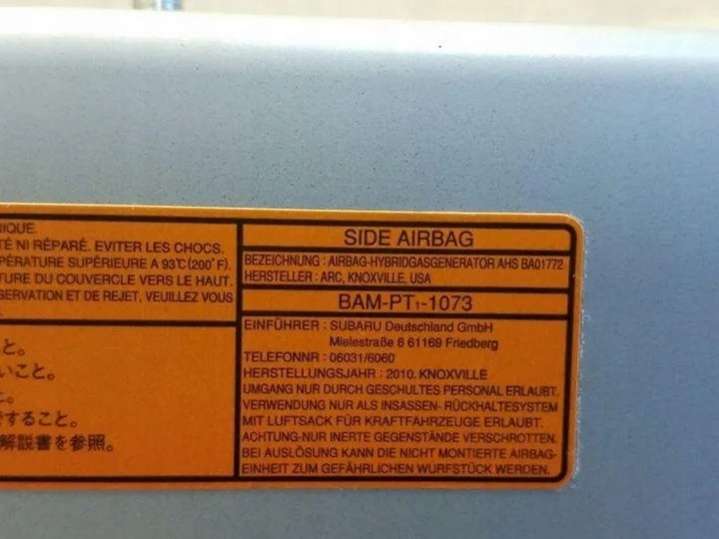 NIQUE.
TÉ NI RÉPARÉ. EVITER LES CHOCS.
PÉRATURE SUPÉRIEURE A 93℃(200°F).
TURE DU COUVERCLE VERS LE HAUT.
SERVATION ET DE REJET, VEUILLEZ VOUS
と。
いこと。
と。
ずすること。
解説書を参照。
SIDE AIRBAG
BEZEICHNUNG : AIRBAG-HYBRIDGASGENERATOR AHS BA01772
HERSTELLER : ARC, KNOXVILLE, USA
BAM-PT₁-1073
EINFÜHRER : SUBARU Deutschland GmbH
Mielestraße 6 61169 Friedberg
TELEFONNR : 06031/6060
HERSTELLUNGSJAHR : 2010. KNOXVILLE
UMGANG NUR DURCH GESCHULTES PERSONAL ERLAUBT.
VERWENDUNG NUR ALS INSASSEN- RÜCKHALTESYSTEM
MIT LUFTSACK FÜR KRAFTFAHRZEUGE ERLAUBT.
ACHTUNG-NUR INERTE GEGENSTÄNDE VERSCHROTTEN.
BEI AUSLÖSUNG KANN DIE NICHT MONTIERTE AIRBAG-
EINHEIT ZUM GEFÄHRLICHEN WURFSTÜCK WERDEN.